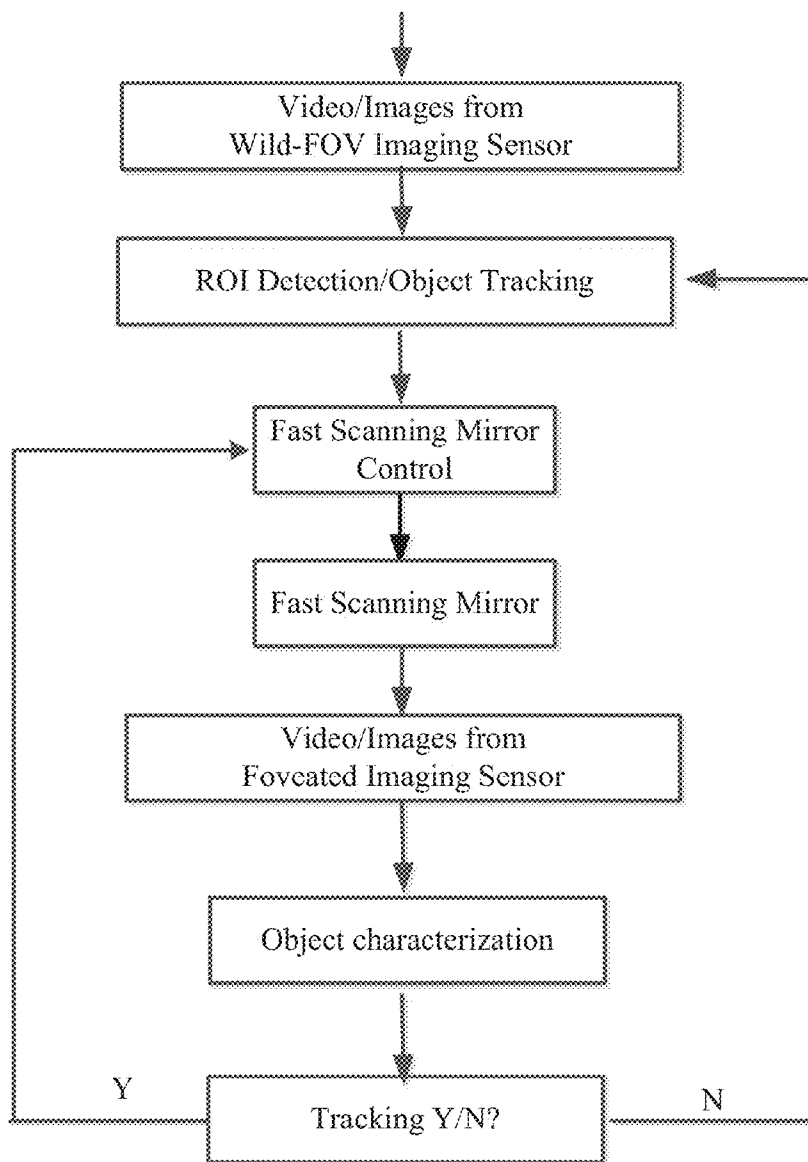 Video/Images from
Wild-FOV Imaging Sensor
ROI Detection/Object Tracking
Fast Scanning Mirror
Control
Fast Scanning Mirror
Video/Images from
Foveated Imaging Sensor
Object characterization
Y
Tracking Y/N?
N